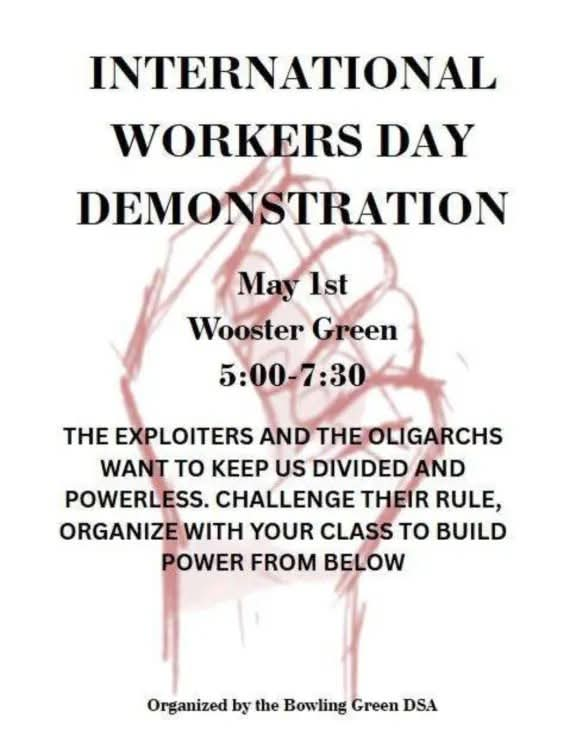 INTERNATIONAL
WORKERS DAY
DEMONSTRATION
May 1st
Wooster Green
5:00-7:30
THE EXPLOITERS AND THE OLIGARCHS
WANT TO KEEP US DIVIDED AND
POWERLESS. CHALLENGE THEIR RULE,
ORGANIZE WITH YOUR CLASS TO BUILD
POWER FROM BELOW
Organized by the Bowling Green DSA